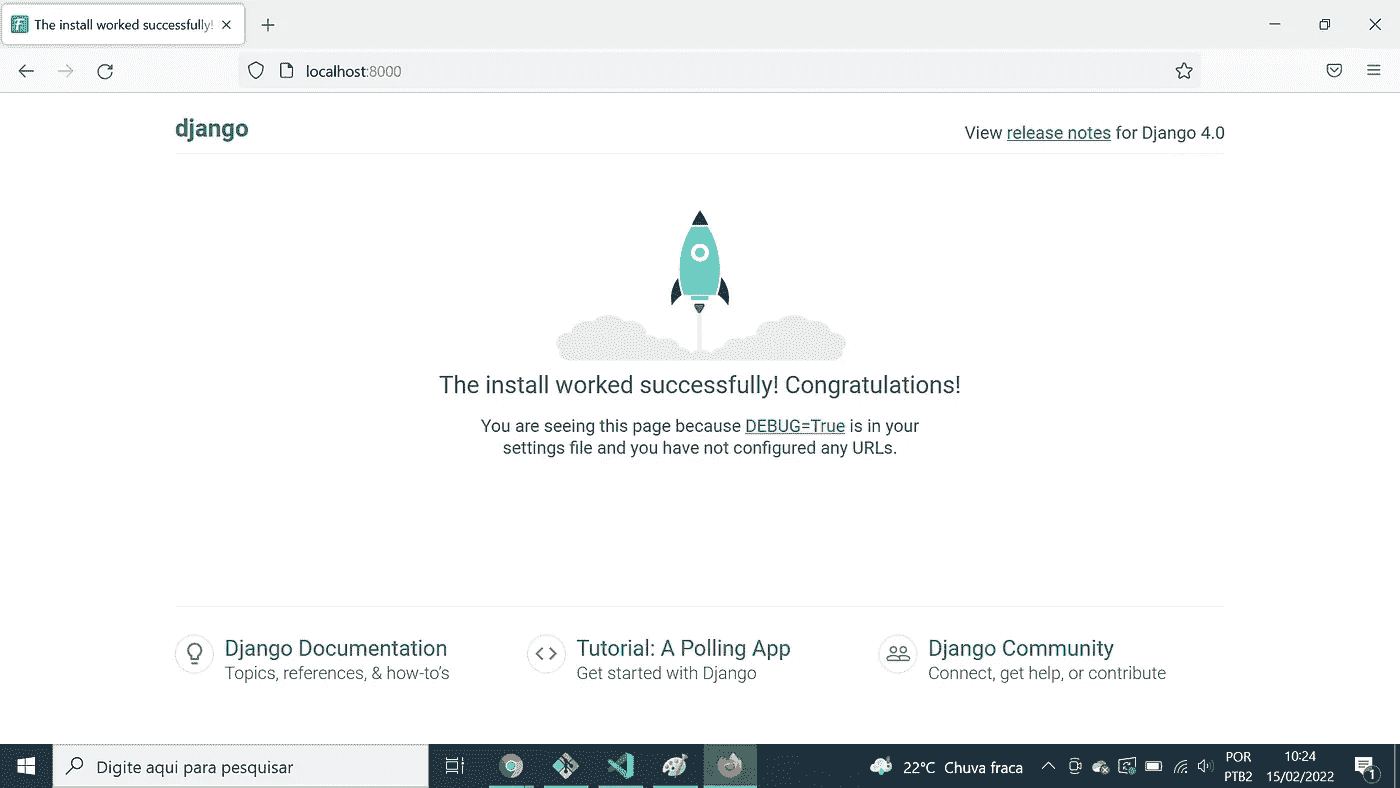 The install worked successfully!
localhost:8000
django
View release notes for Django 4.0
The install worked successfully! Congratulations!
You are seeing this page because DEBUG=True is in your
settings file and you have not configured any URLs.
Django Documentation
Topics, references, & how-to's
Tutorial: A Polling App
Get started with Django
Django Community
Connect, get help, or contribute
Digite aqui para pesquisar
22°C Chuva fraca
POR
PTB2
10:24
15/02/2022
1